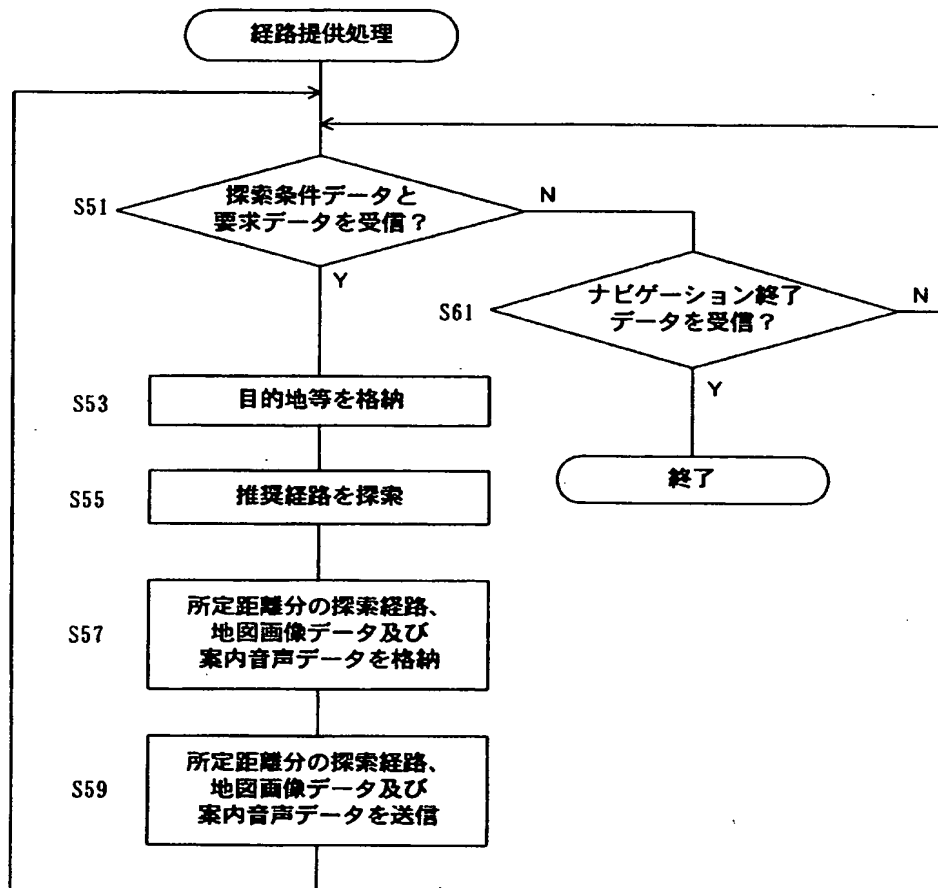 経路提供処理
S51
探索条件データと
要求データを受信？
N
Y
S61
ナビゲーション終了
データを受信？
N
Y
終了
S53
目的地等を格納
S55
推奨経路を探索
S57
所定距離分の探索経路、
地図画像データ及び
案内音声データを格納
S59
所定距離分の探索経路、
地図画像データ及び
案内音声データを送信